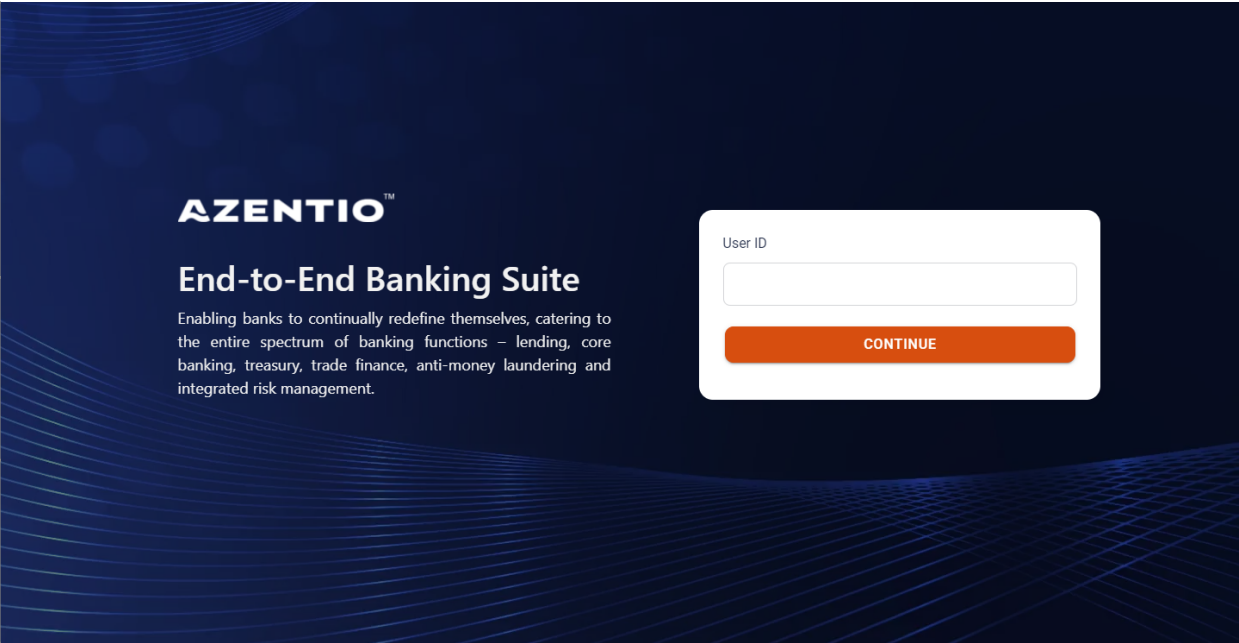 AZENTIO™
End-to-End Banking Suite
Enabling banks to continually redefine themselves, catering to
the entire spectrum of banking functions – lending, core
banking, treasury, trade finance, anti-money laundering and
integrated risk management.
User ID
CONTINUE